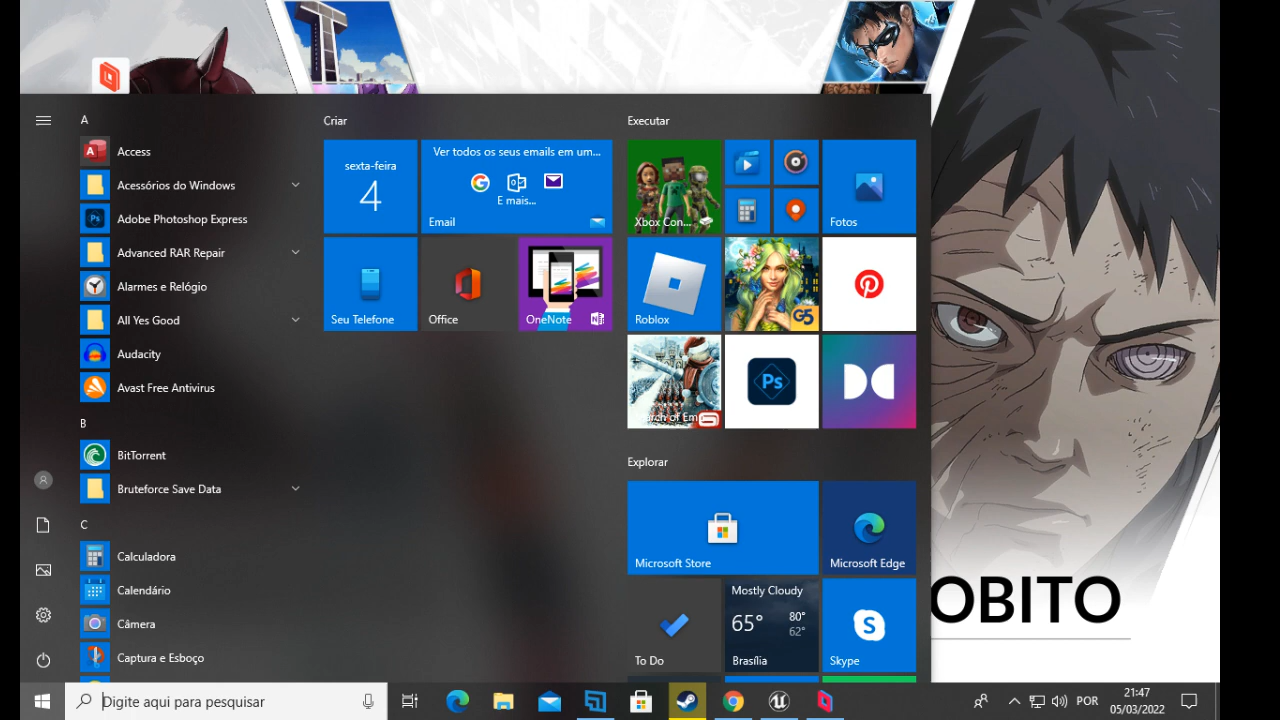 A
Access
Acessórios do Windows
Adobe Photoshop Express
Advanced RAR Repair
Alarmes e Relógio
All Yes Good
Audacity
Avast Free Antivirus
B
BitTorrent
Bruteforce Save Data
C
Calculadora
Calendário
Câmera
Captura e Esboço
Criar
sexta-feira
4
Ver todos os seus emails em um...
E mais...
Email
Seu Telefone
Office
OneNote
Executar
Xbox Con...
Fotos
Roblox
G5
Ps
Explorar
Microsoft Store
Microsoft Edge
To Do
Mostly Cloudy
65°
80°
62°
Brasília
Skype
OBITO
Digite aqui para pesquisar
POR
21:47
05/03/2022